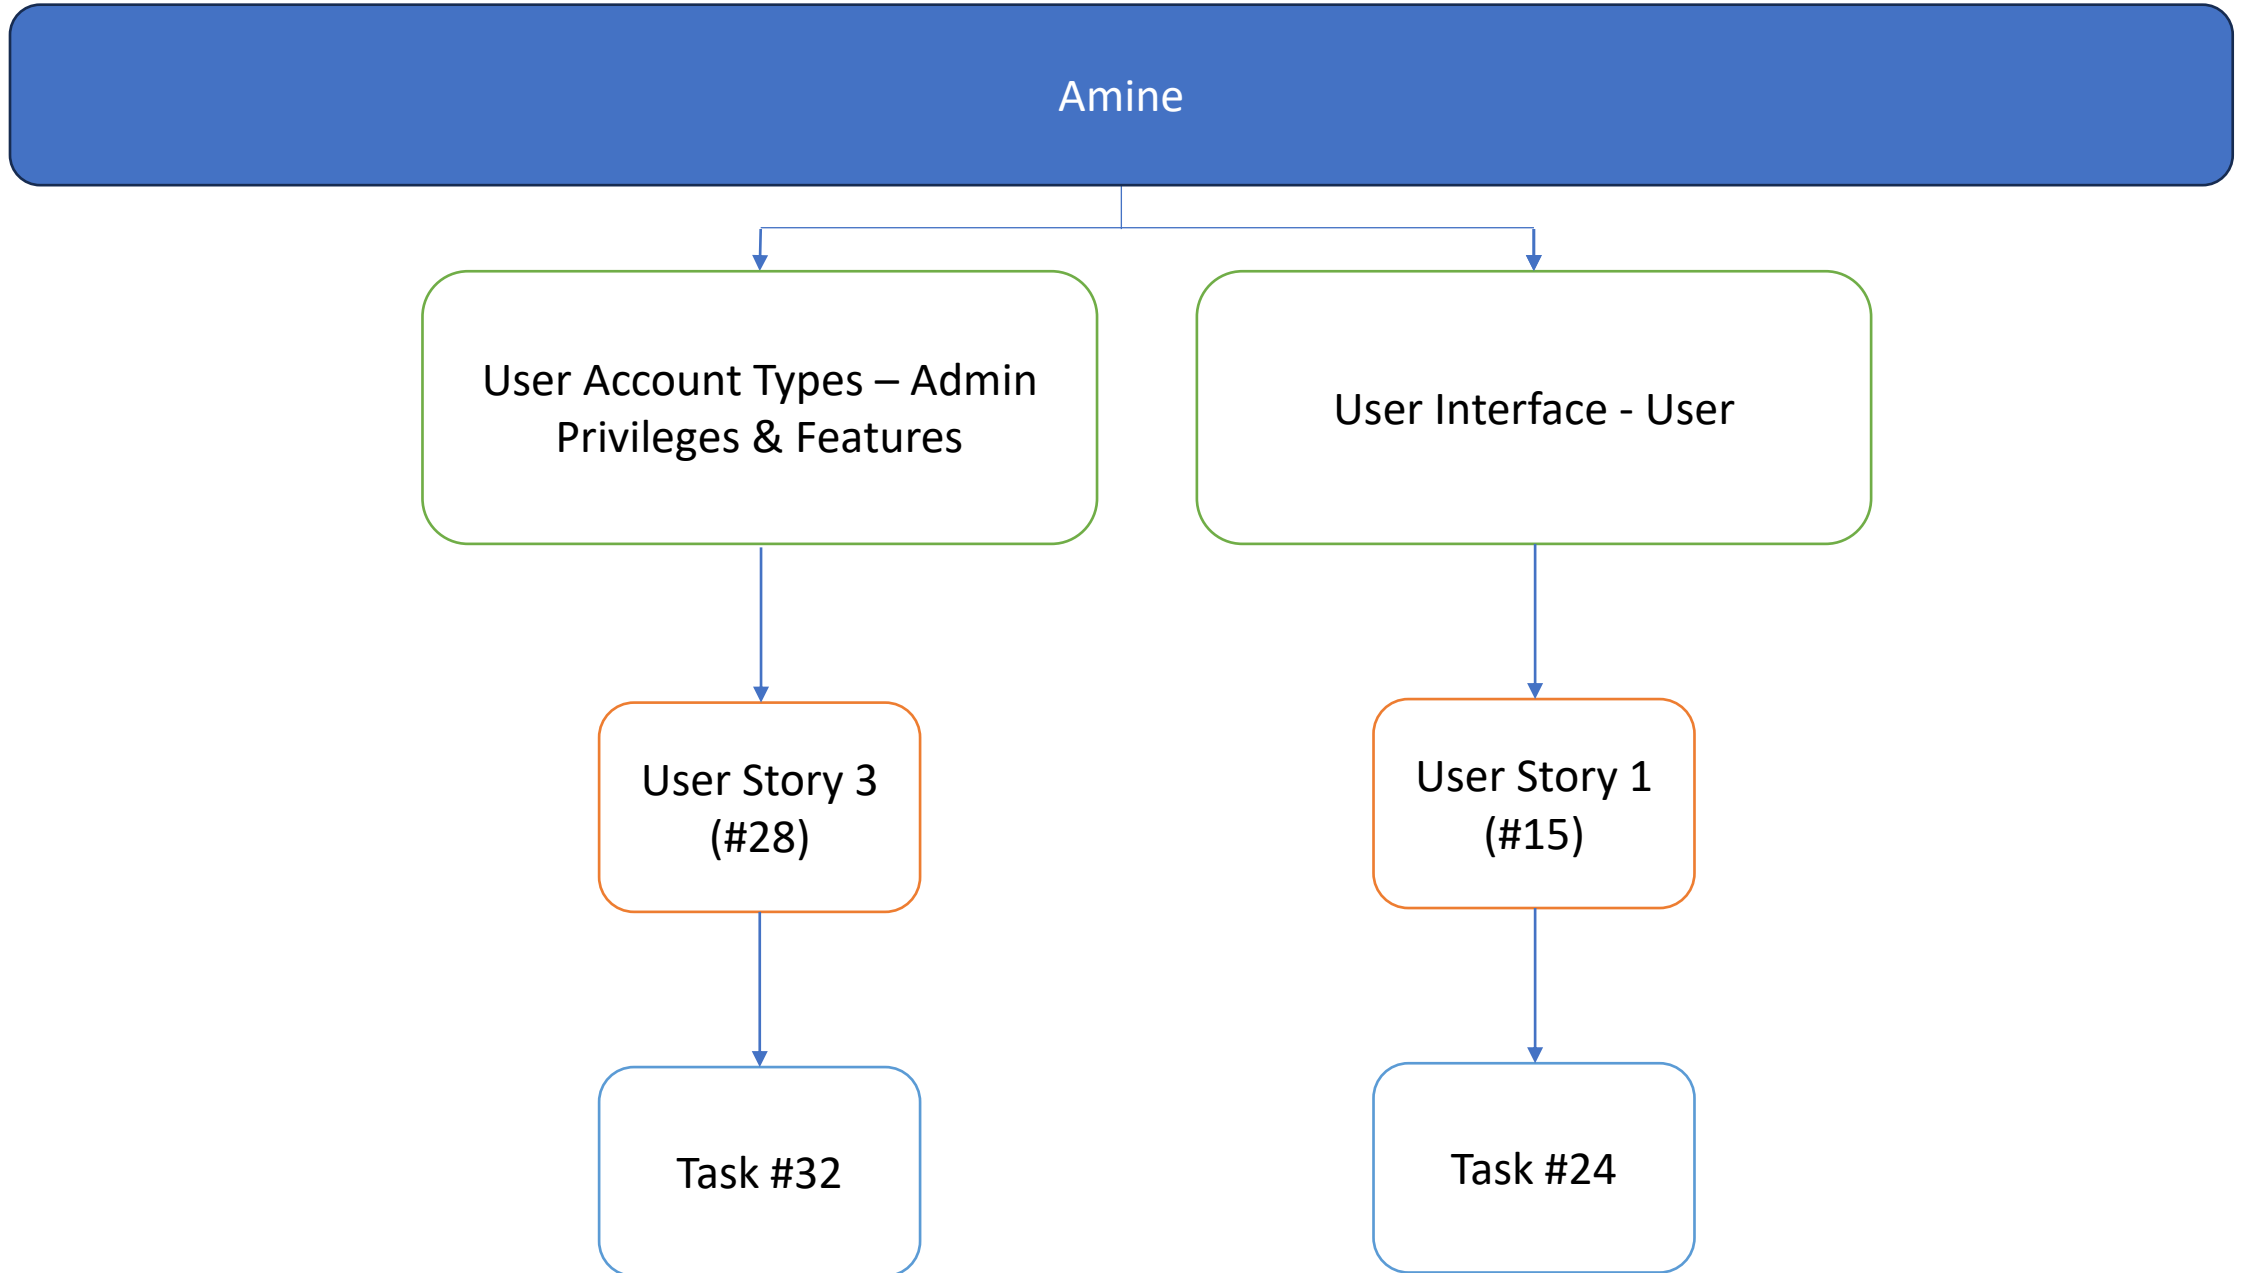 Amine
User Account Types – Admin
Privileges & Features
User Interface - User
User Story 3
(#28)
User Story 1
(#15)
Task #32
Task #24